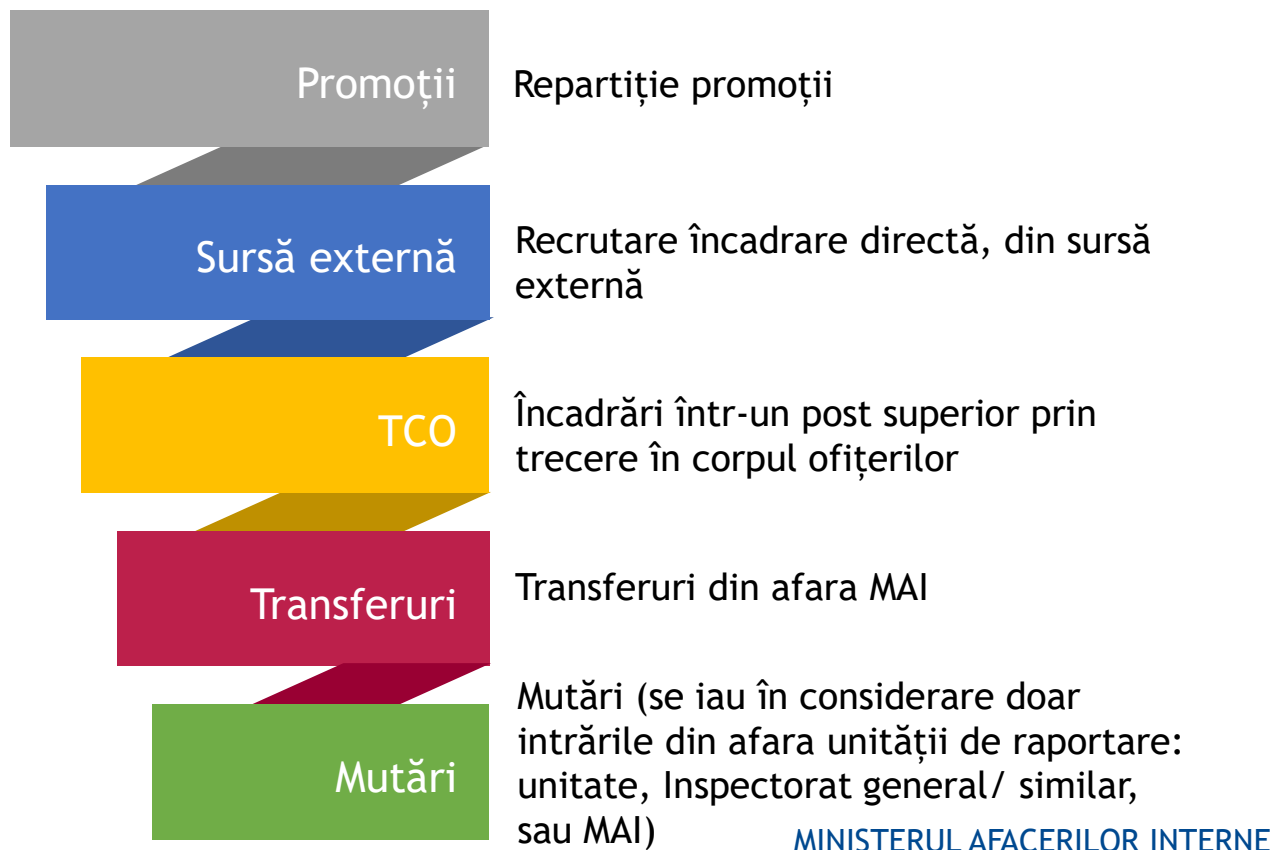 Promoții
Repartiție promoții
Sursă externă
Recrutare încadrare directă, din sursă
externă
TCO
Încadrări într-un post superior prin
trecere în corpul ofițerilor
Transferuri
Transferuri din afara MAI
Mutări
Mutări (se iau în considerare doar
intrările din afara unității de raportare:
unitate, Inspectorat general/ similar,
sau MAI)
MINISTERUL AFACERILOR INTERNE